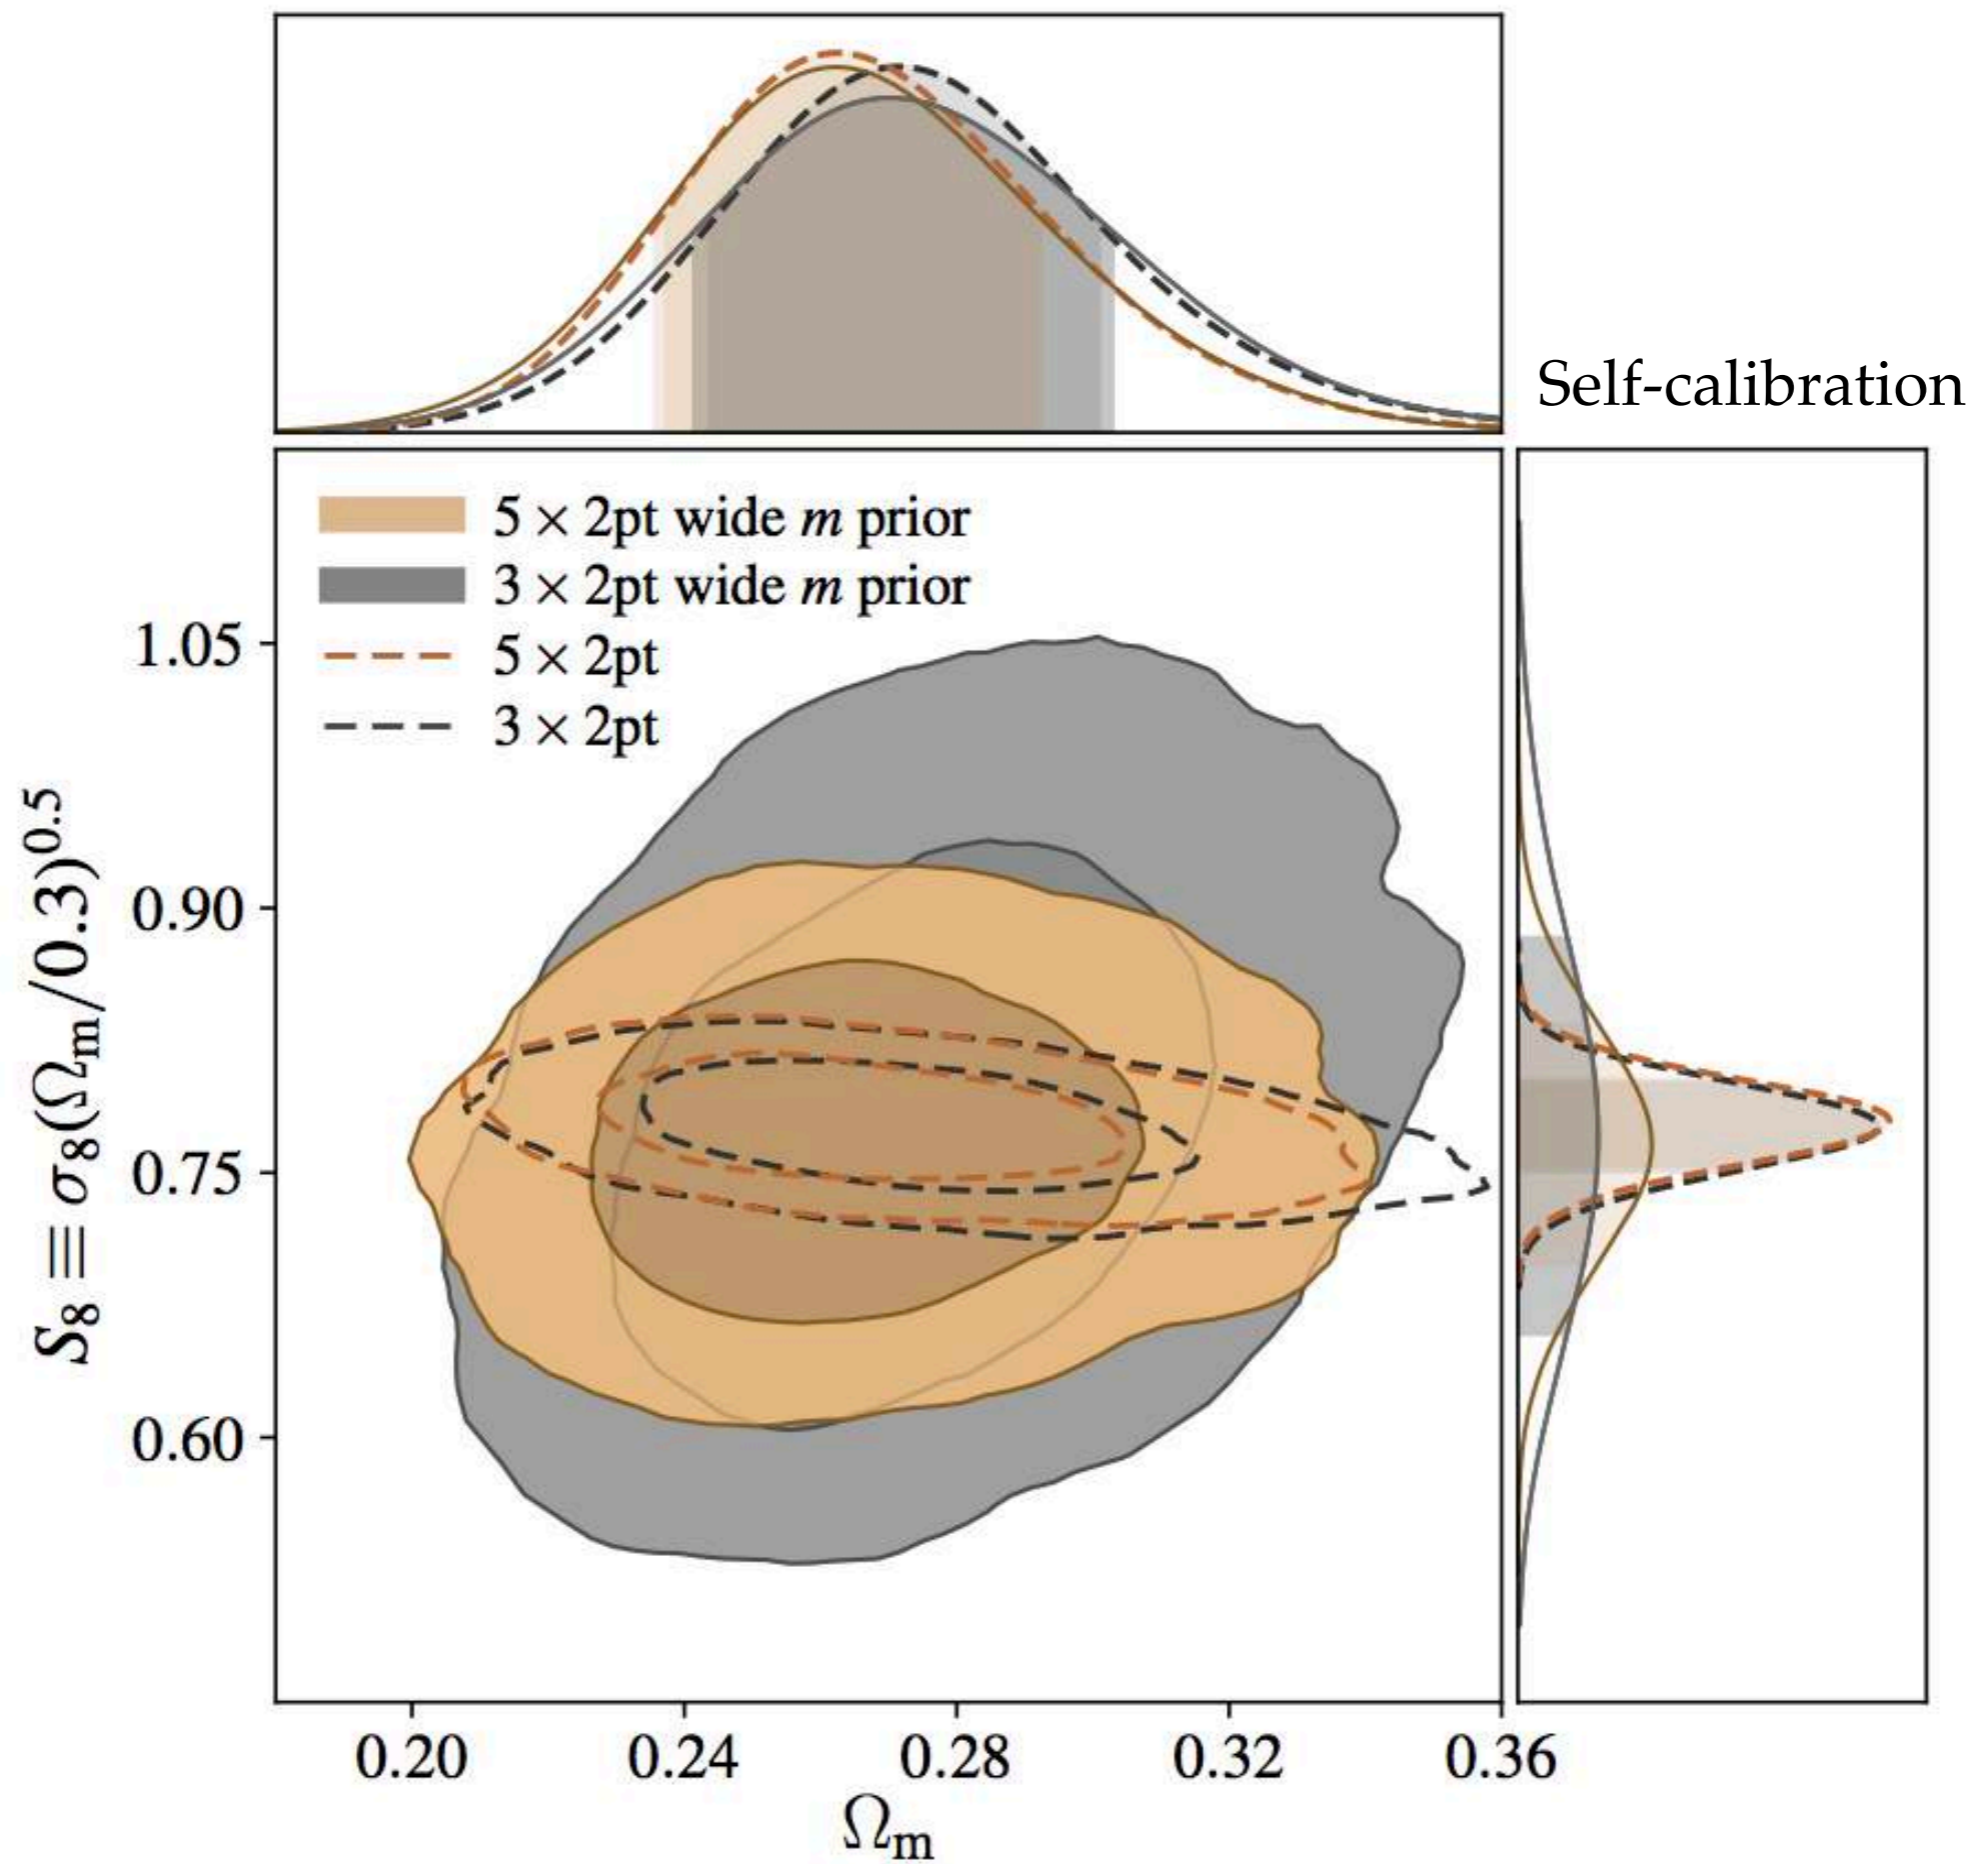 Self-calibration
5 × 2pt wide m prior
3 × 2pt wide m prior
5 × 2pt
3 × 2pt
1.05
0.90
0.75
0.60
S₈ ≡ σ₈(Ωₘ/0.3)⁰·⁵
0.20 0.24 0.28 0.32 0.36
Ωₘ